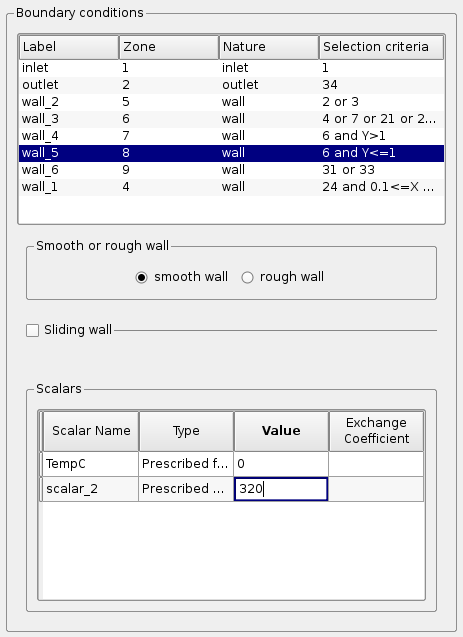 Boundary conditions
Label Zone Nature Selection criteria
inlet 1 inlet 1
outlet 2 outlet 34
wall_2 5 wall 2 or 3
wall_3 6 wall 4 or 7 or 21 or 2...
wall_4 7 wall 6 and Y>1
wall_5 8 wall 6 and Y<=1
wall_6 9 wall 31 or 33
wall_1 4 wall 24 and 0.1<=X ...
Smooth or rough wall
smooth wall rough wall
Sliding wall
Scalars
Scalar Name Type Value Exchange
Coefficient
TempC Prescribed f... 0
scalar_2 Prescribed ... 320